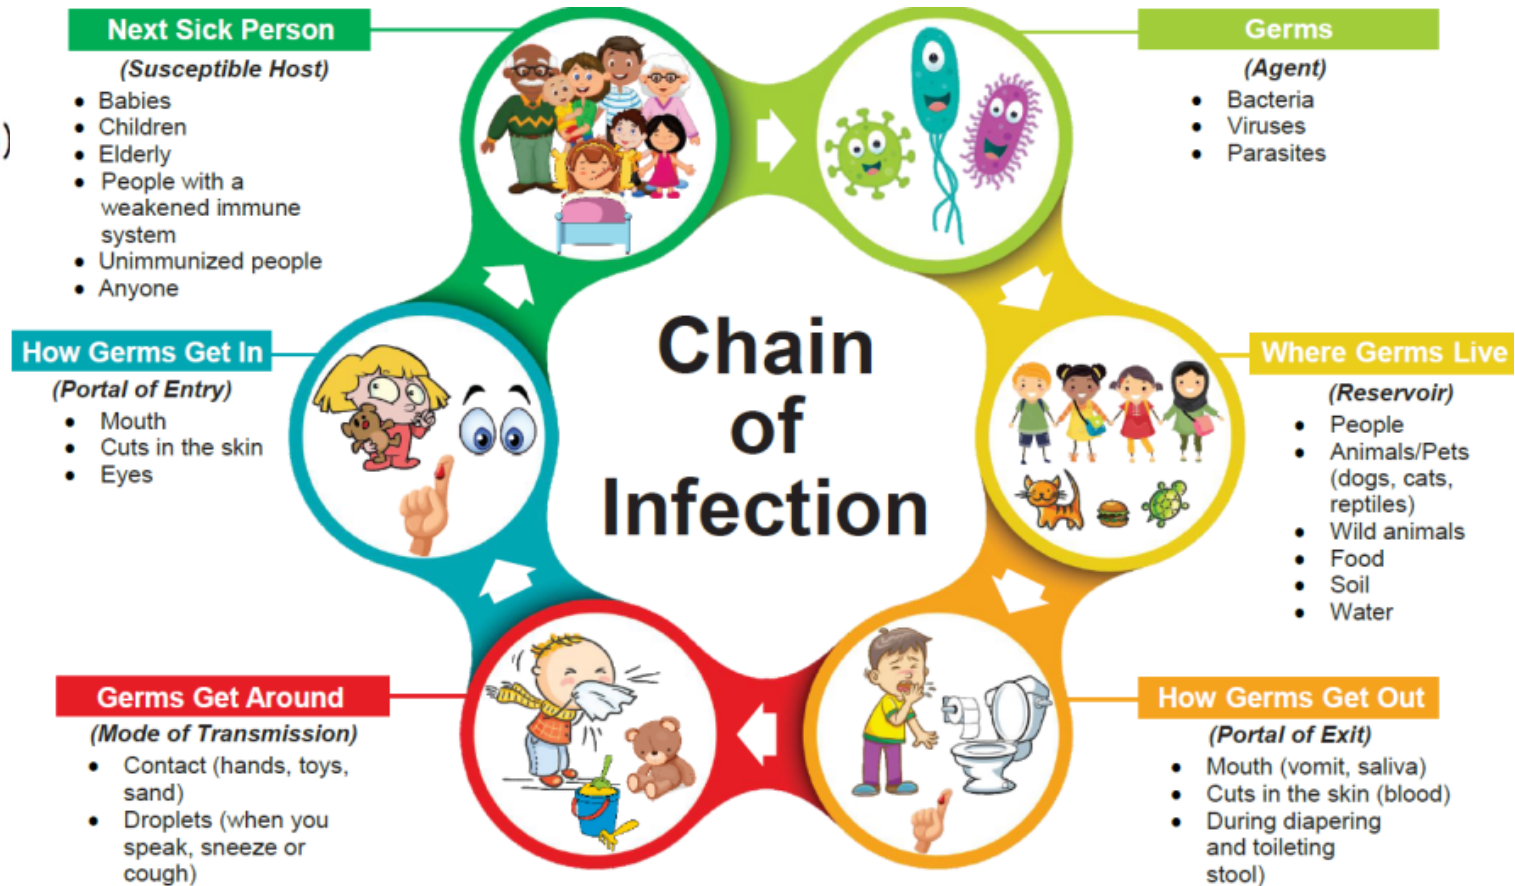 Next Sick Person
(Susceptible Host)
• Babies
• Children
• Elderly
• People with a
weakened immune
system
• Unimmunized people
• Anyone
)
Germs
(Agent)
• Bacteria
• Viruses
• Parasites
How Germs Get In
(Portal of Entry)
• Mouth
• Cuts in the skin
• Eyes
Chain
of
Infection
Where Germs Live
(Reservoir)
• People
• Animals/Pets
(dogs, cats,
reptiles)
• Wild animals
• Food
• Soil
• Water
Germs Get Around
(Mode of Transmission)
• Contact (hands, toys,
sand)
• Droplets (when you
speak, sneeze or
cough)
How Germs Get Out
(Portal of Exit)
• Mouth (vomit, saliva)
• Cuts in the skin (blood)
• During diapering
and toileting
stool)